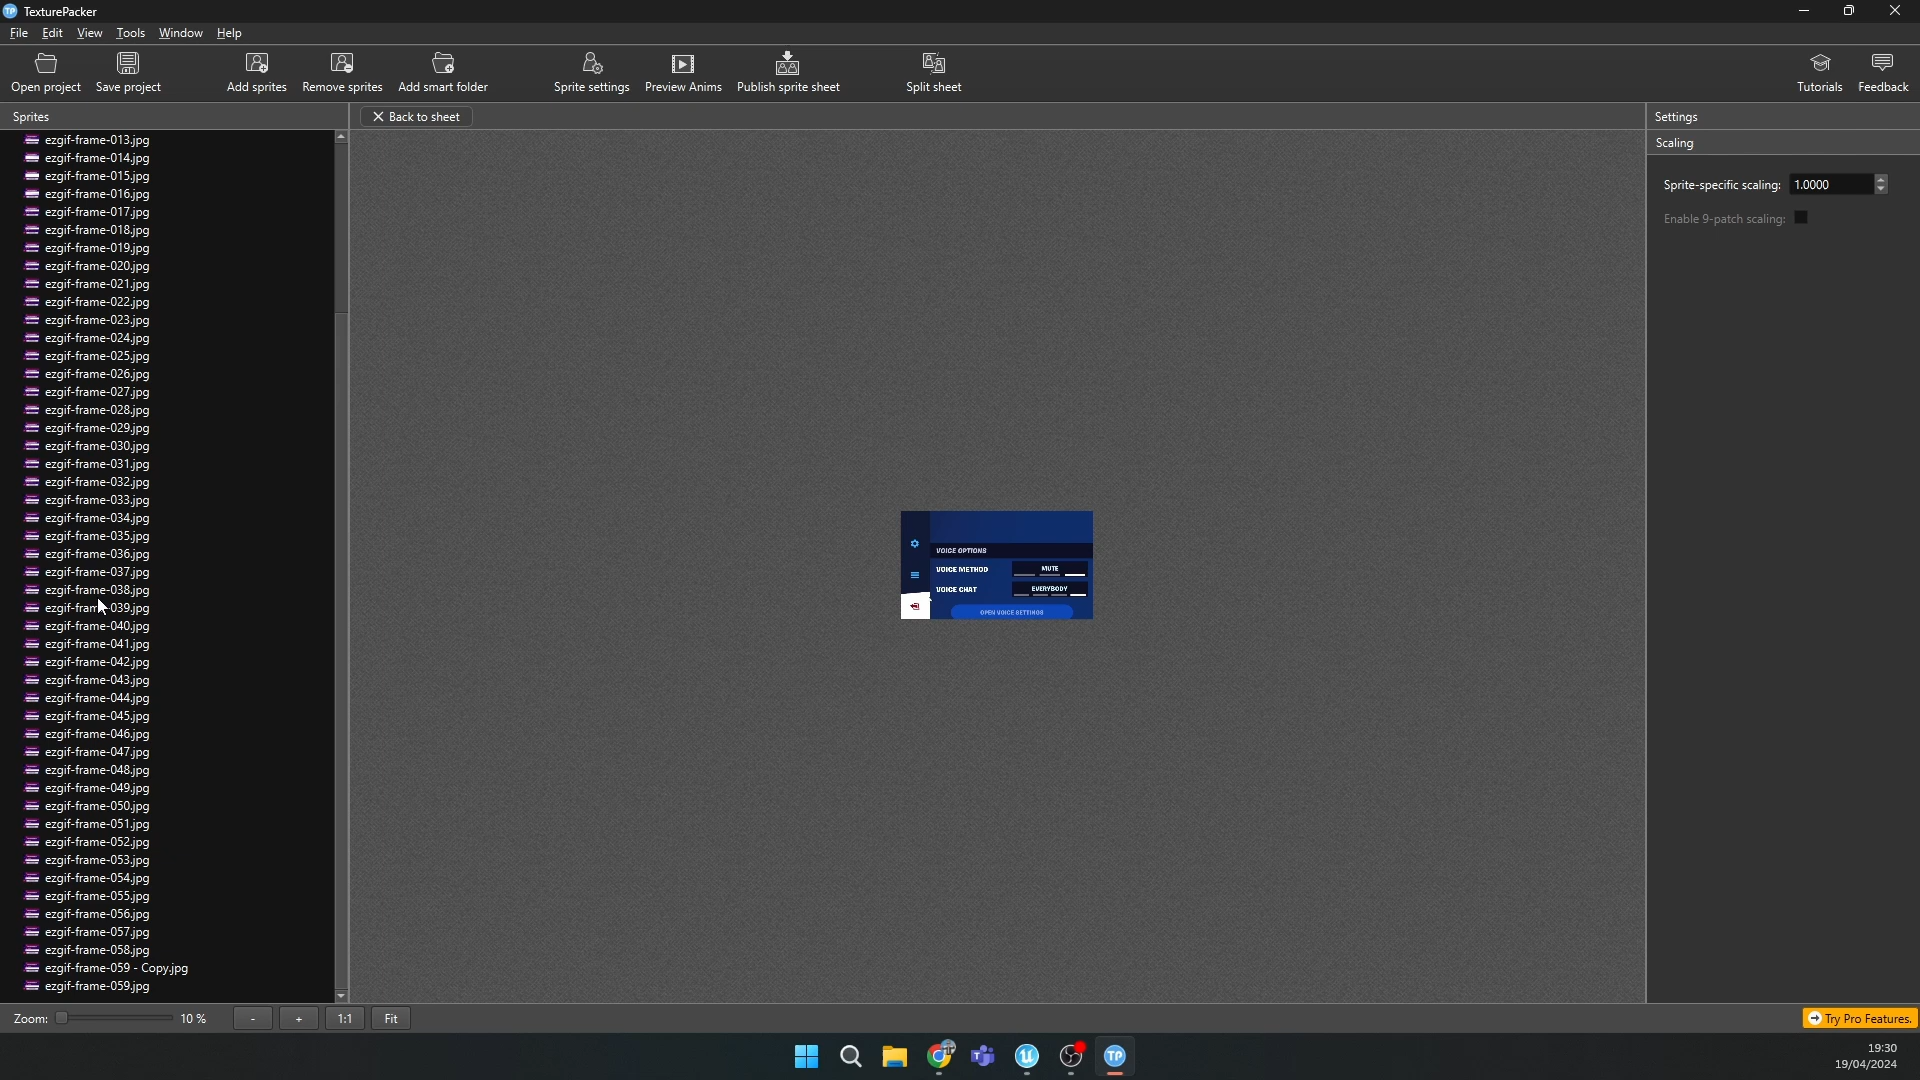 TexturePacker
File Edit View Tools Window Help
Open project Save project Add sprites Remove sprites Add smart folder Sprite settings Preview Anims Publish sprite sheet Split sheet Tutorials Feedback
Sprites
Back to sheet
Settings
Scaling
Sprite-specific scaling: 1.0000
Enable 9-patch scaling:
ezgif-frame-013.jpg
ezgif-frame-014.jpg
ezgif-frame-015.jpg
ezgif-frame-016.jpg
ezgif-frame-017.jpg
ezgif-frame-018.jpg
ezgif-frame-019.jpg
ezgif-frame-020.jpg
ezgif-frame-021.jpg
ezgif-frame-022.jpg
ezgif-frame-023.jpg
ezgif-frame-024.jpg
ezgif-frame-025.jpg
ezgif-frame-026.jpg
ezgif-frame-027.jpg
ezgif-frame-028.jpg
ezgif-frame-029.jpg
ezgif-frame-030.jpg
ezgif-frame-031.jpg
ezgif-frame-032.jpg
ezgif-frame-033.jpg
ezgif-frame-034.jpg
ezgif-frame-035.jpg
ezgif-frame-036.jpg
ezgif-frame-037.jpg
ezgif-frame-038.jpg
ezgif-frame-039.jpg
ezgif-frame-040.jpg
ezgif-frame-041.jpg
ezgif-frame-042.jpg
ezgif-frame-043.jpg
ezgif-frame-044.jpg
ezgif-frame-045.jpg
ezgif-frame-046.jpg
ezgif-frame-047.jpg
ezgif-frame-048.jpg
ezgif-frame-049.jpg
ezgif-frame-050.jpg
ezgif-frame-051.jpg
ezgif-frame-052.jpg
ezgif-frame-053.jpg
ezgif-frame-054.jpg
ezgif-frame-055.jpg
ezgif-frame-056.jpg
ezgif-frame-057.jpg
ezgif-frame-058.jpg
ezgif-frame-059 - Copy.jpg
ezgif-frame-059.jpg
VOICE OPTIONS
VOICE METHOD MUTE
VOICE CHAT EVERYBODY
OPEN VOICE SETTINGS
Zoom: 10 % - + 1:1 Fit
Try Pro Features.
TP
19:30
19/04/2024